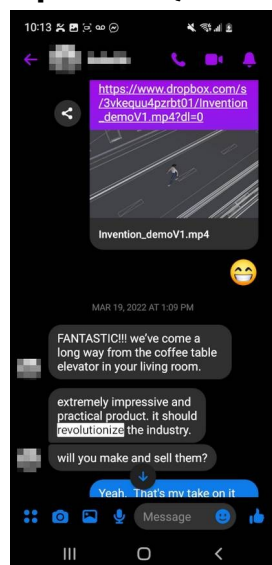 10:13
https://www.dropbox.com/s
/3vkequu4pzrbt01/Invention
_demoV1.mp4?dl=0
Invention_demoV1.mp4
MAR 19, 2022 AT 1:09 PM
FANTASTIC!!! we've come a
long way from the coffee table
elevator in your living room.
extremely impressive and
practical product. it should
revolutionize the industry.
will you make and sell them?
Yeah. That's my take on it
Message